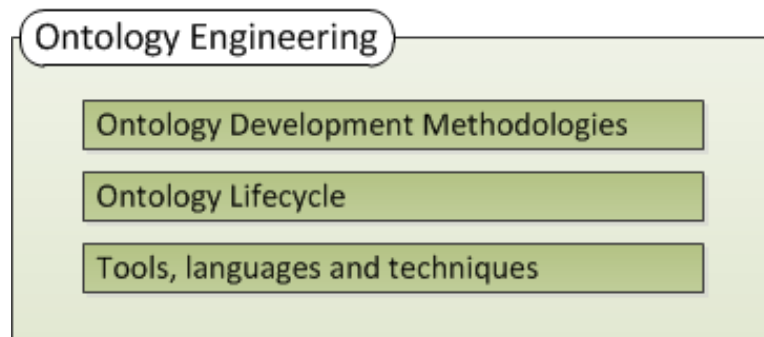 Ontology Engineering
Ontology Development Methodologies
Ontology Lifecycle
Tools, languages and techniques